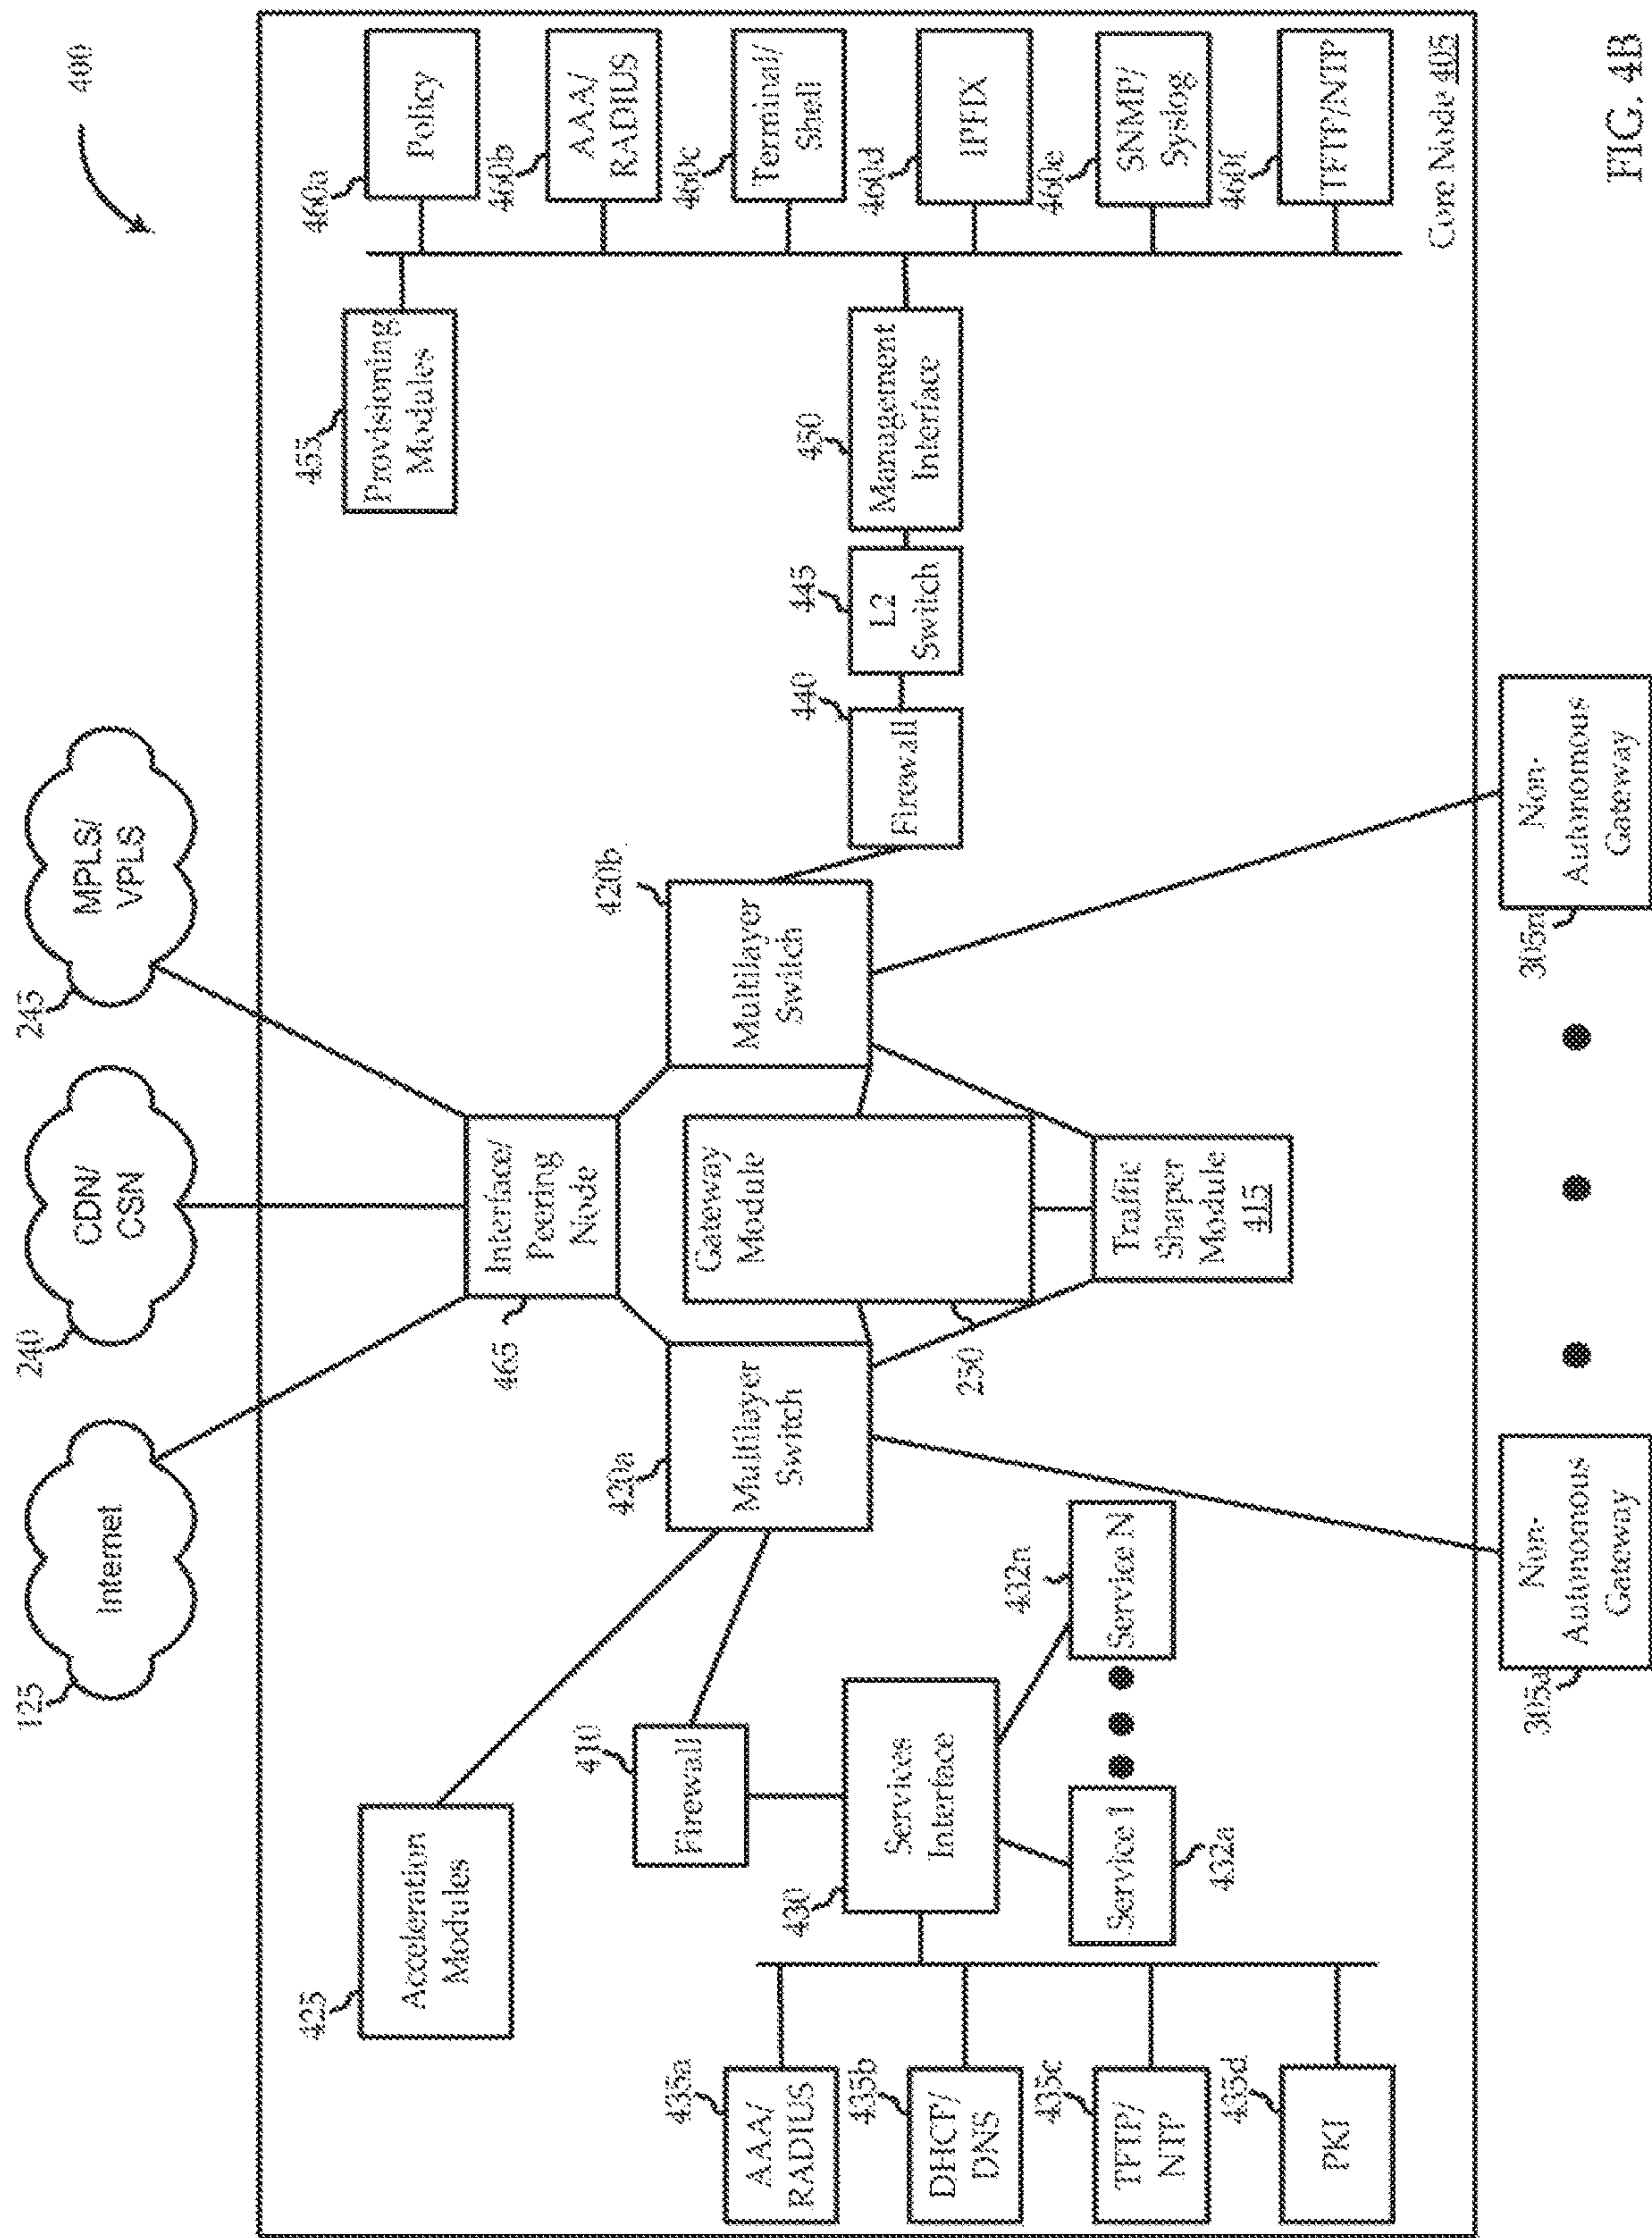 125
Internet
240
CDN/
CSN
245
MPLS/
VPLS
400
425
Acceleration
Modules
465
Interface/
Peering
Node
455
Provisioning
Modules
460a
Policy
460b
AAA/
RADIUS
460c
Terminal/
Shell
460d
IPFIX
460e
SNMP/
Syslog
460f
TFTP/NTP
410
Firewall
420a
Multilayer
Switch
Gateway
Module
250
420b
Multilayer
Switch
440
Firewall
445
L2
Switch
450
Management
Interface
435a
AAA/
RADIUS
435b
DHCP/
DNS
435c
TFTP/
NTP
435d
PKI
430
Services
Interface
Service 1
432a
432n
Service N
Traffic
Shaper
Module
415
Core Node 405
305a
Non-
Autonomous
Gateway
305n
Non-
Autonomous
Gateway
FIG. 4B